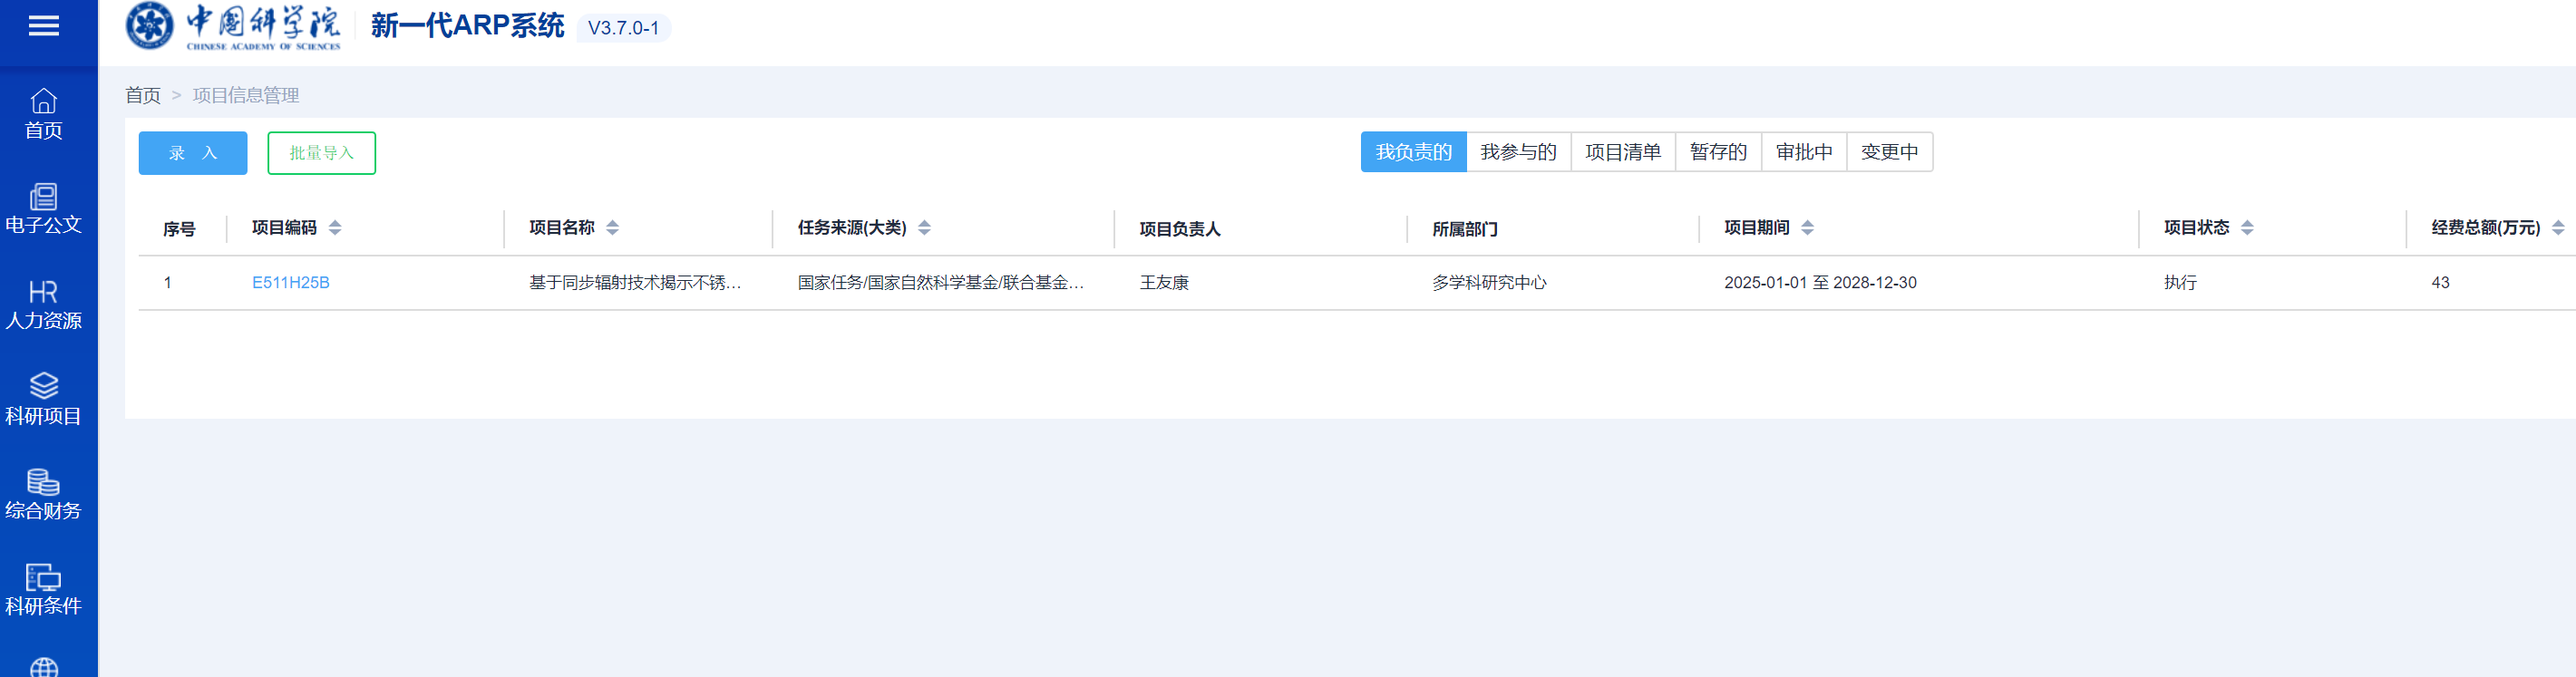 中国科学院
CHINESE ACADEMY OF SCIENCES
新一代ARP系统 V3.7.0-1
首页 > 项目信息管理
首页
电子公文
HR
人力资源
科研项目
综合财务
科研条件
录 入 批量导入 我负责的 我参与的 项目清单 暂存的 审批中 变更中
序号 项目编码 项目名称 任务来源(大类) 项目负责人 所属部门 项目期间 项目状态 经费总额(万元)
1 E511H25B 基于同步辐射技术揭示不锈... 国家任务/国家自然科学基金/联合基金... 王友康 多学科研究中心 2025-01-01 至 2028-12-30 执行 43